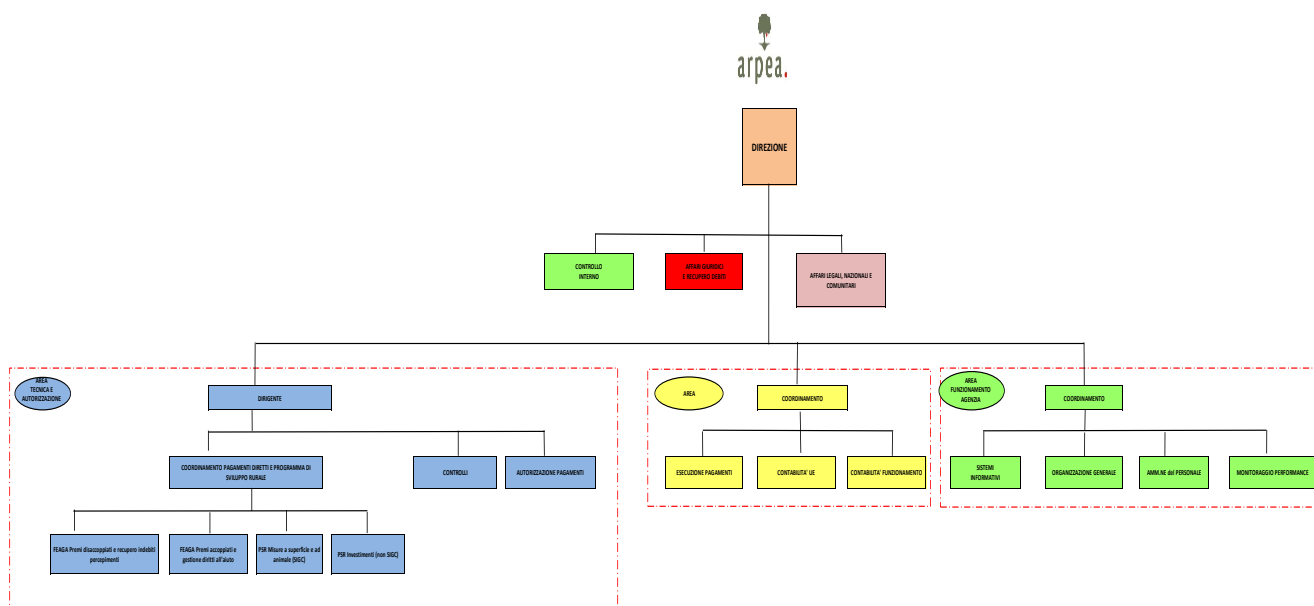 arpea.
DIREZIONE
CONTROLLO
INTERNO
AFFARI GIURIDICI
E RECUPERO DEBITI
AFFARI LEGALI, NAZIONALI E
COMUNITARI
AREA
TECNICA E
AUTORIZZAZIONE
DIRIGENTE
AREA
COORDINAMENTO
AREA
FUNZIONAMENTO
AGENZIA
COORDINAMENTO
COORDINAMENTO PAGAMENTI DIRETTI E PROGRAMMA DI
SVILUPPO RURALE
CONTROLLI
AUTORIZZAZIONE PAGAMENTI
ESECUZIONE PAGAMENTI
CONTABILITA' UE
CONTABILITA' FUNZIONAMENTO
SISTEMI
INFORMATIVI
ORGANIZZAZIONE GENERALE
AMM.NE del PERSONALE
MONITORAGGIO PERFORMANCE
FEAGA Premi disaccoppiati e recupero indebiti
percepimenti
FEAGA Premi accoppiati e
gestione diritti all'aiuto
PSR Misure a superficie e ad
animale (SIGC)
PSR Investimenti (non SIGC)